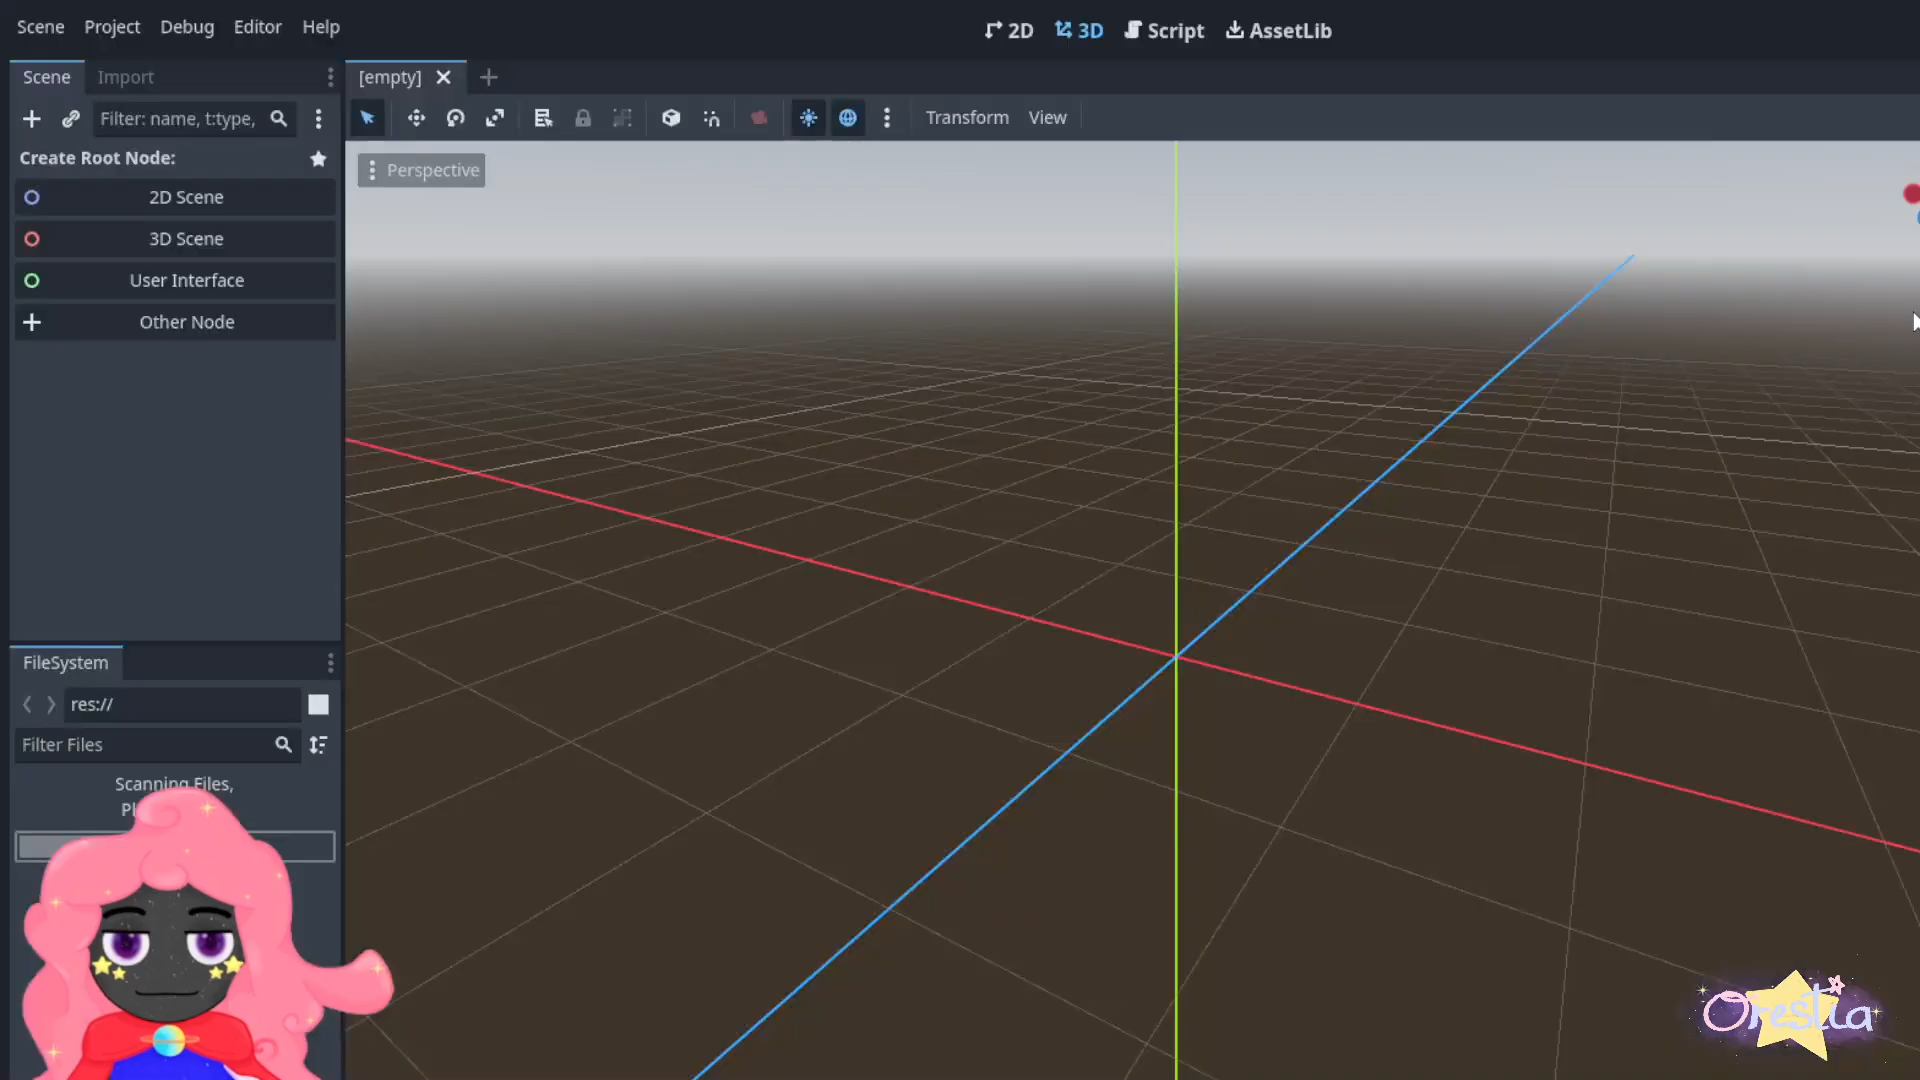 Scene Project Debug Editor Help
2D 3D Script AssetLib
Scene Import
[empty]
Filter: name, t:type,
Transform View
Create Root Node:
Perspective
2D Scene
3D Scene
User Interface
Other Node
FileSystem
res://
Filter Files
Scanning Files,
Orestia